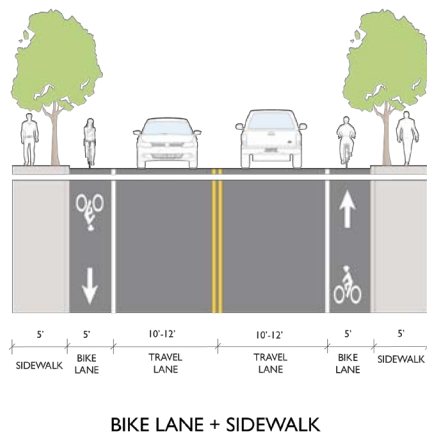 5' 5' 10'-12' 10'-12' 5' 5'
SIDEWALK BIKE LANE TRAVEL LANE TRAVEL LANE BIKE LANE SIDEWALK
BIKE LANE + SIDEWALK